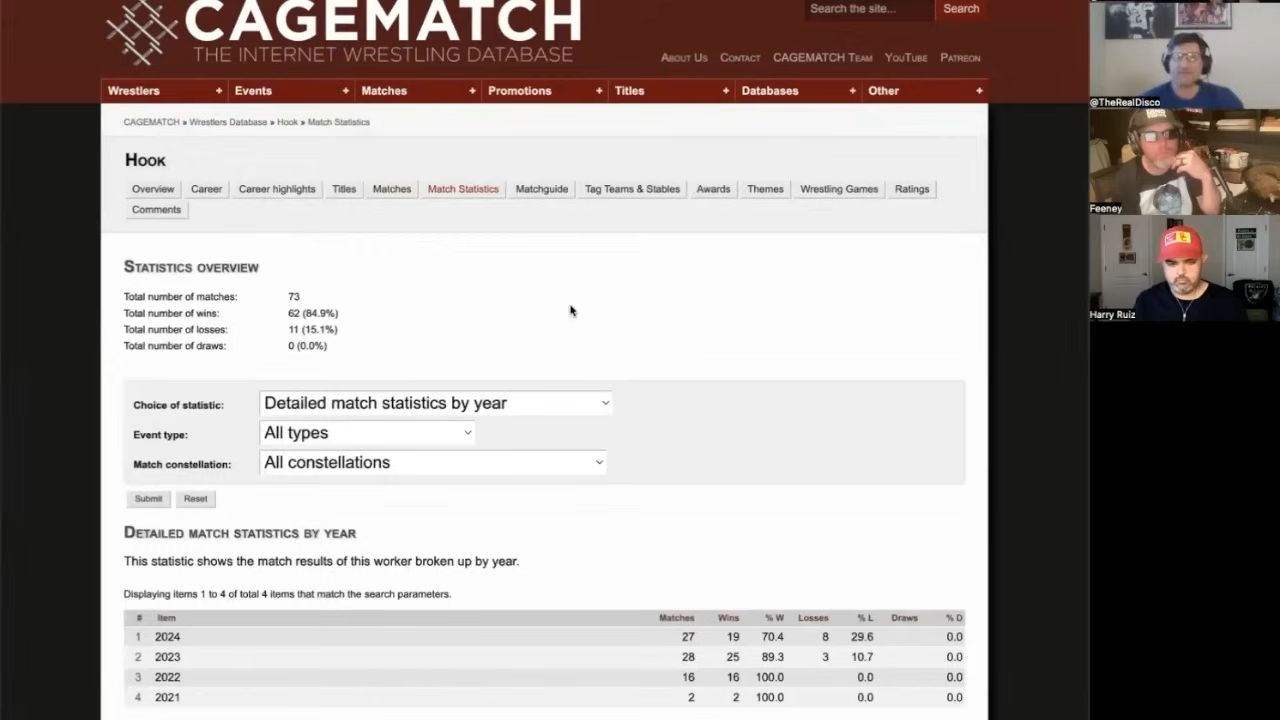 CAGEMATCH
THE INTERNET WRESTLING DATABASE
Search the site... Search
About Us Contact CAGEMATCH Team YouTube Patreon
Wrestlers + Events + Matches + Promotions + Titles + Databases + Other +
CAGEMATCH » Wrestlers Database » Hook » Match Statistics
Hook
Overview Career Career highlights Titles Matches Match Statistics Matchguide Tag Teams & Stables Awards Themes Wrestling Games Ratings
Comments
Statistics overview
Total number of matches: 73
Total number of wins: 62 (84.9%)
Total number of losses: 11 (15.1%)
Total number of draws: 0 (0.0%)
Choice of statistic: Detailed match statistics by year
Event type: All types
Match constellation: All constellations
Submit Reset
Detailed match statistics by year
This statistic shows the match results of this worker broken up by year.
Displaying items 1 to 4 of total 4 items that match the search parameters.
# Item Matches Wins % W Losses % L Draws % D
1 2024 27 19 70.4 8 29.6 0.0
2 2023 28 25 89.3 3 10.7 0.0
3 2022 16 16 100.0 0.0 0.0
4 2021 2 2 100.0 0.0 0.0
@TheRealDisco
Feeney
Harry Ruiz